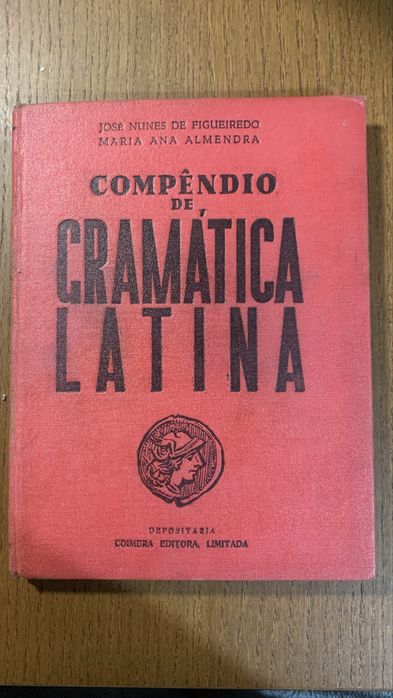 JOSÉ NUNES DE FIGUEIREDO
MARIA ANA ALMENDRA
COMPÊNDIO
DE
GRAMÁTICA
LATINA
DEPOSITÁRIA
COIMBRA EDITORA, LIMITADA